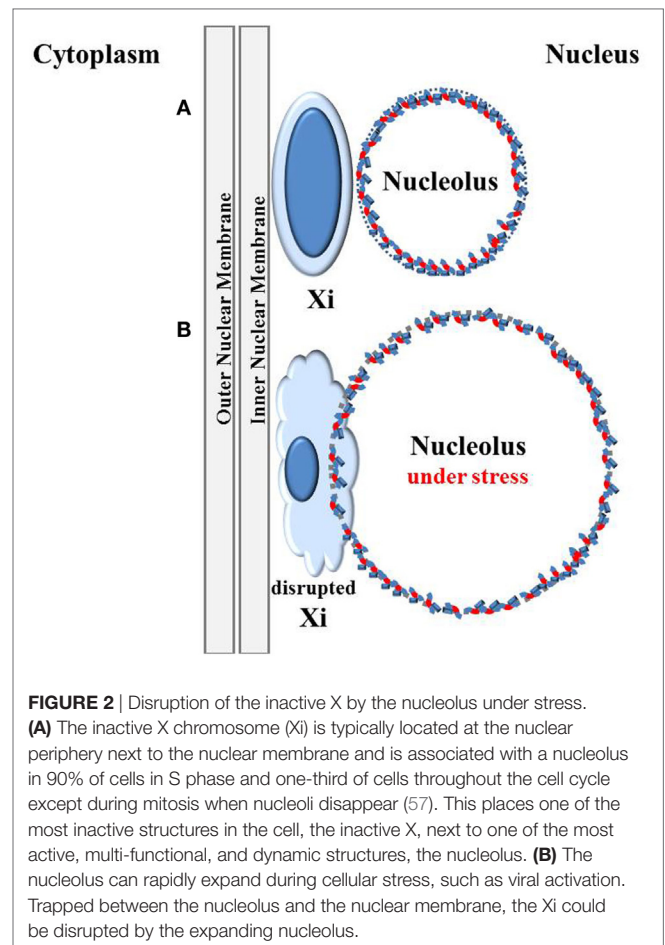 Cytoplasm
Nucleus
A
Nucleolus
Outer Nuclear Membrane
Inner Nuclear Membrane
Xi
B
Nucleolus
under stress
disrupted
Xi
FIGURE 2 | Disruption of the inactive X by the nucleolus under stress.
(A) The inactive X chromosome (Xi) is typically located at the nuclear
periphery next to the nuclear membrane and is associated with a nucleolus
in 90% of cells in S phase and one-third of cells throughout the cell cycle
except during mitosis when nucleoli disappear (57). This places one of the
most inactive structures in the cell, the inactive X, next to one of the most
active, multi-functional, and dynamic structures, the nucleolus. (B) The
nucleolus can rapidly expand during cellular stress, such as viral activation.
Trapped between the nucleolus and the nuclear membrane, the Xi could
be disrupted by the expanding nucleolus.